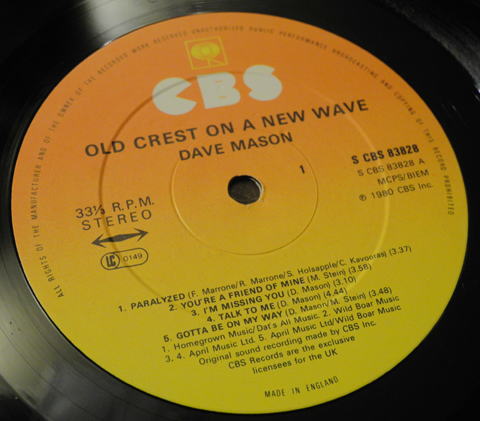 ALL RIGHTS OF THE MANUFACTURER AND OF THE OWNER OF THE RECORDED WORK RESERVED UNAUTHORIZED PUBLIC PERFORMANCE BROADCASTING AND COPYING OF THIS RECORD PROHIBITED
CBS
OLD CREST ON A NEW WAVE
DAVE MASON
33⅓ R.P.M.
STEREO
LC 0149
1
S CBS 83828
S CBS 83828 A
MCPS/BIEM
℗ 1980 CBS Inc.
1. PARALYZED (F. Marrone/R. Marrone/S. Holsapple/C. Kavooras) (3.37)
2. YOU'RE A FRIEND OF MINE (M. Stein) (3.58)
3. I'M MISSING YOU (D. Mason) (3.10)
4. TALK TO ME (D. Mason) (4.44)
5. GOTTA BE ON MY WAY (D. Mason/M. Stein) (3.48)
1. Homegrown Music/Dat's All Music. 2. Wild Boar Music
3. 4. April Music Ltd. 5. April Music Ltd/Wild Boar Music
Original sound recording made by CBS Inc.
CBS Records are the exclusive
licensees for the UK
MADE IN ENGLAND